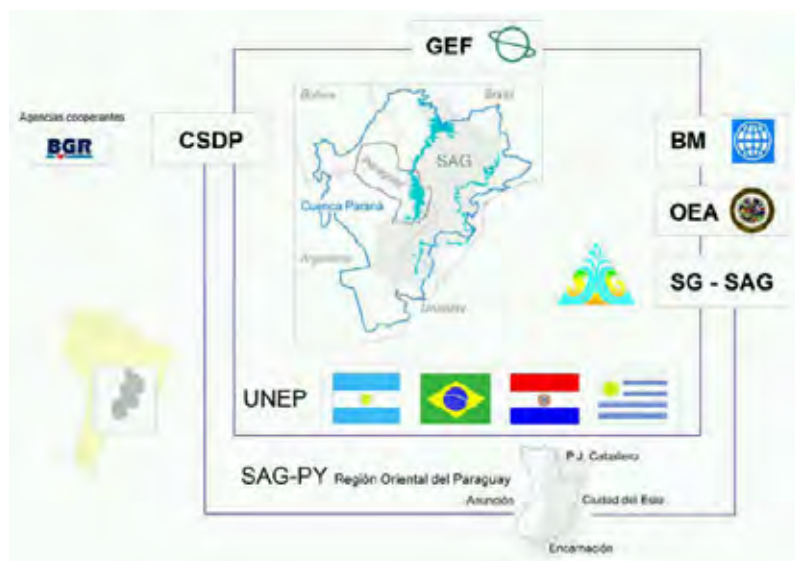 GEF
Bolivia
Brasil
Agencias cooperantes
BGR
CSDP
BM
SAG
Paraguay
OEA
Cuenca Paraná
Argentina
SG - SAG
Uruguay
UNEP
P.J. Caballero
SAG-PY Región Oriental del Paraguay
Asunción
Ciudad del Este
Encarnación